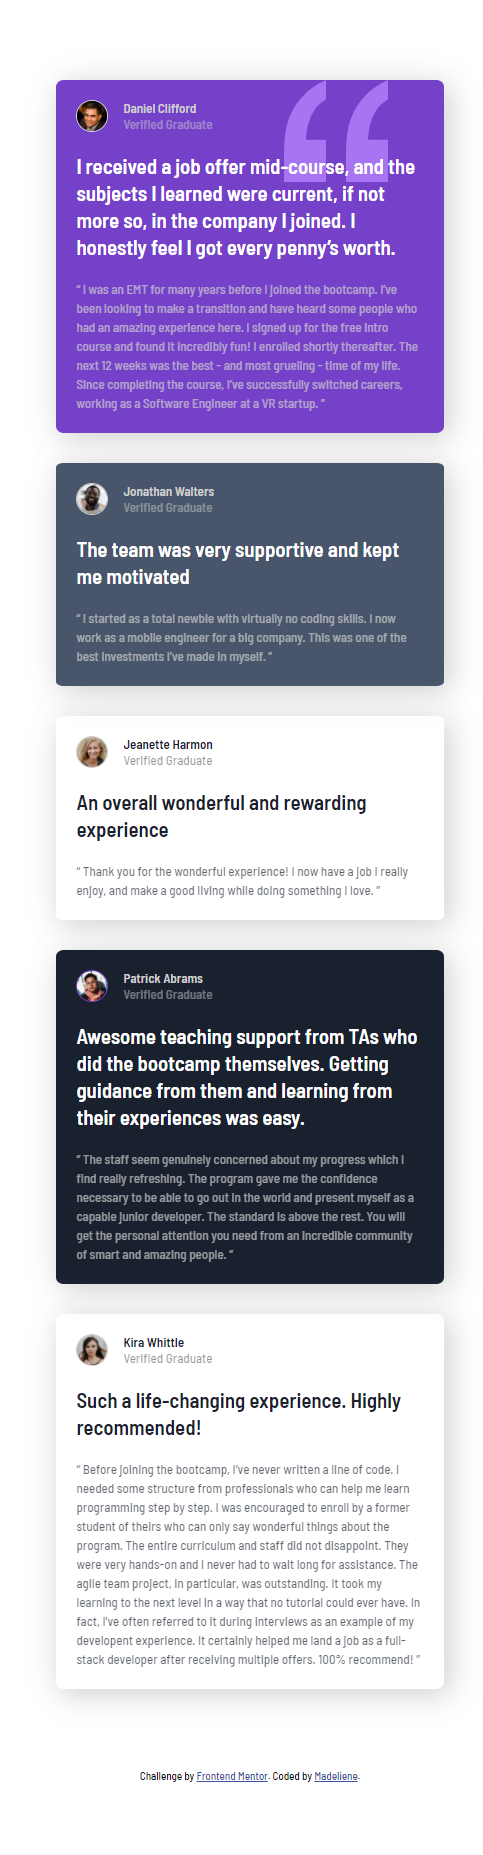 Daniel Clifford
Verified Graduate
I received a job offer mid-course, and the
subjects I learned were current, if not
more so, in the company I joined. I
honestly feel I got every penny’s worth.
“ I was an EMT for many years before I joined the bootcamp. I’ve
been looking to make a transition and have heard some people who
had an amazing experience here. I signed up for the free intro
course and found it incredibly fun! I enrolled shortly thereafter. The
next 12 weeks was the best - and most grueling - time of my life.
Since completing the course, I’ve successfully switched careers,
working as a Software Engineer at a VR startup. ”
Jonathan Walters
Verified Graduate
The team was very supportive and kept
me motivated
“ I started as a total newbie with virtually no coding skills. I now
work as a mobile engineer for a big company. This was one of the
best investments I’ve made in myself. ”
Jeanette Harmon
Verified Graduate
An overall wonderful and rewarding
experience
“ Thank you for the wonderful experience! I now have a job I really
enjoy, and make a good living while doing something I love. ”
Patrick Abrams
Verified Graduate
Awesome teaching support from TAs who
did the bootcamp themselves. Getting
guidance from them and learning from
their experiences was easy.
“ The staff seem genuinely concerned about my progress which I
find really refreshing. The program gave me the confidence
necessary to be able to go out in the world and present myself as a
capable junior developer. The standard is above the rest. You will
get the personal attention you need from an incredible community
of smart and amazing people. ”
Kira Whittle
Verified Graduate
Such a life-changing experience. Highly
recommended!
“ Before joining the bootcamp, I’ve never written a line of code. I
needed some structure from professionals who can help me learn
programming step by step. I was encouraged to enroll by a former
student of theirs who can only say wonderful things about the
program. The entire curriculum and staff did not disappoint. They
were very hands-on and I never had to wait long for assistance. The
agile team project, in particular, was outstanding. It took my
learning to the next level in a way that no tutorial could ever have. In
fact, I’ve often referred to it during interviews as an example of my
developent experience. It certainly helped me land a job as a full-
stack developer after receiving multiple offers. 100% recommend! ”
Challenge by Frontend Mentor. Coded by Madeliene.